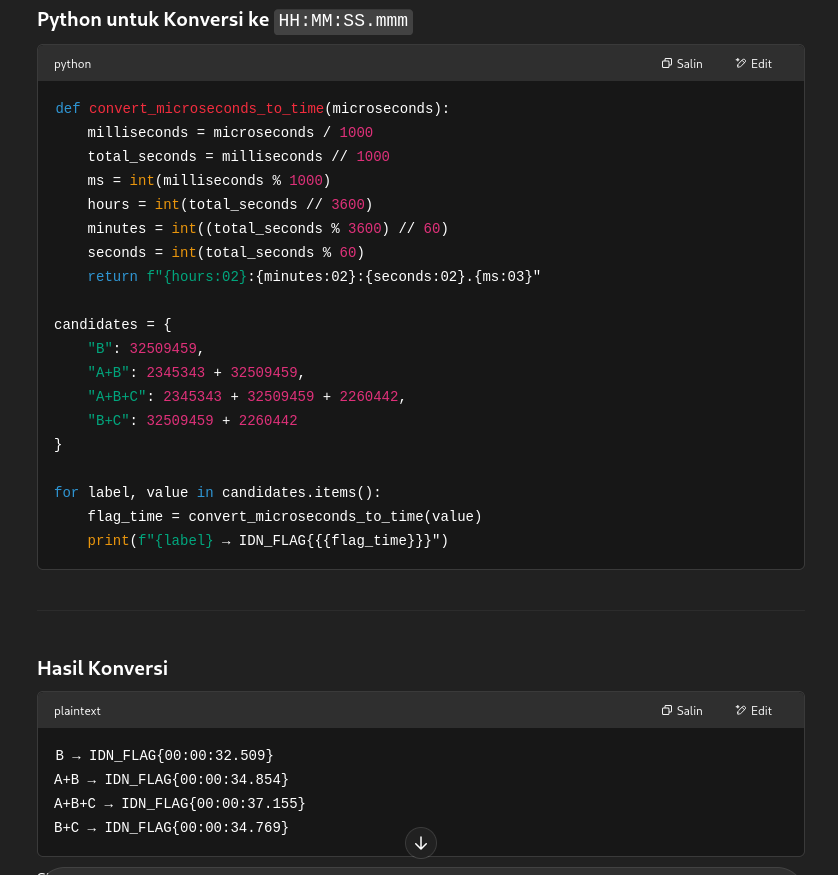 Python untuk Konversi ke HH:MM:SS.mmm
python Salin Edit
def convert_microseconds_to_time(microseconds):
    milliseconds = microseconds / 1000
    total_seconds = milliseconds // 1000
    ms = int(milliseconds % 1000)
    hours = int(total_seconds // 3600)
    minutes = int((total_seconds % 3600) // 60)
    seconds = int(total_seconds % 60)
    return f"{hours:02}:{minutes:02}:{seconds:02}.{ms:03}"
candidates = {
    "B": 32509459,
    "A+B": 2345343 + 32509459,
    "A+B+C": 2345343 + 32509459 + 2260442,
    "B+C": 32509459 + 2260442
}
for label, value in candidates.items():
    flag_time = convert_microseconds_to_time(value)
    print(f"{label} → IDN_FLAG{{{flag_time}}}")
Hasil Konversi
plaintext Salin Edit
B → IDN_FLAG{00:00:32.509}
A+B → IDN_FLAG{00:00:34.854}
A+B+C → IDN_FLAG{00:00:37.155}
B+C → IDN_FLAG{00:00:34.769}